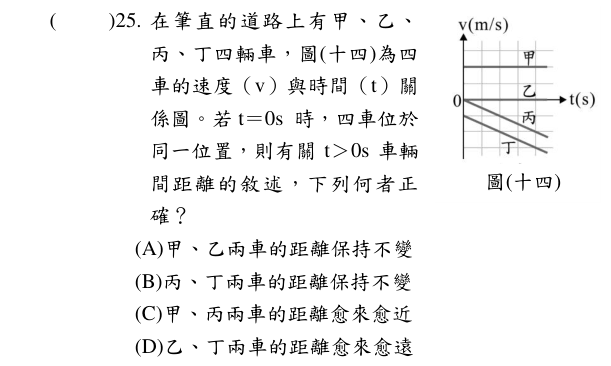 (　　)25. 在筆直的道路上有甲、乙、
丙、丁四輛車，圖(十四)為四
車的速度（v）與時間（t）關
係圖。若 t＝0s 時，四車位於
同一位置，則有關 t＞0s 車輛
間距離的敘述，下列何者正
確？
(A)甲、乙兩車的距離保持不變
(B)丙、丁兩車的距離保持不變
(C)甲、丙兩車的距離愈來愈近
(D)乙、丁兩車的距離愈來愈遠
v(m/s)
甲
乙
0
t(s)
丙
丁
圖(十四)